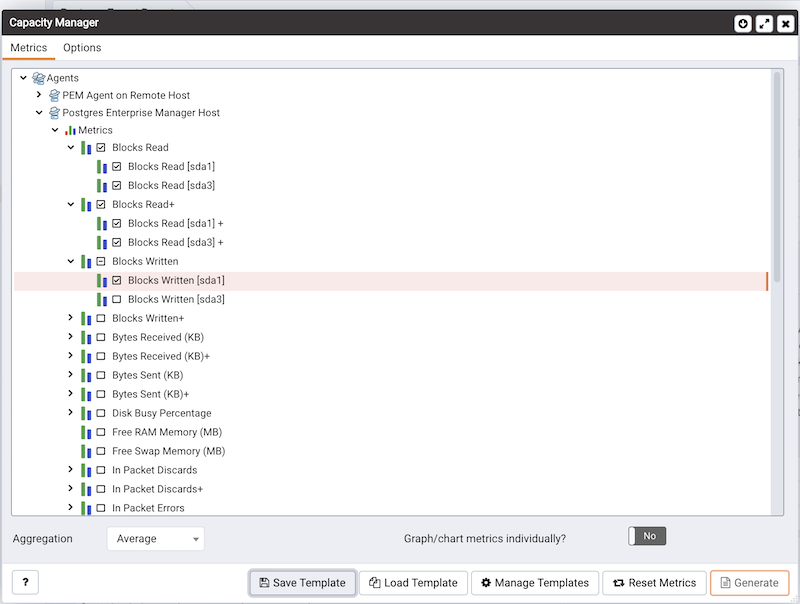 Capacity Manager
Metrics Options
Agents
PEM Agent on Remote Host
Postgres Enterprise Manager Host
Metrics
Blocks Read
Blocks Read [sda1]
Blocks Read [sda3]
Blocks Read+
Blocks Read [sda1] +
Blocks Read [sda3] +
Blocks Written
Blocks Written [sda1]
Blocks Written [sda3]
Blocks Written+
Bytes Received (KB)
Bytes Received (KB)+
Bytes Sent (KB)
Bytes Sent (KB)+
Disk Busy Percentage
Free RAM Memory (MB)
Free Swap Memory (MB)
In Packet Discards
In Packet Discards+
In Packet Errors
Aggregation Average Graph/chart metrics individually? No
? Save Template Load Template Manage Templates Reset Metrics Generate